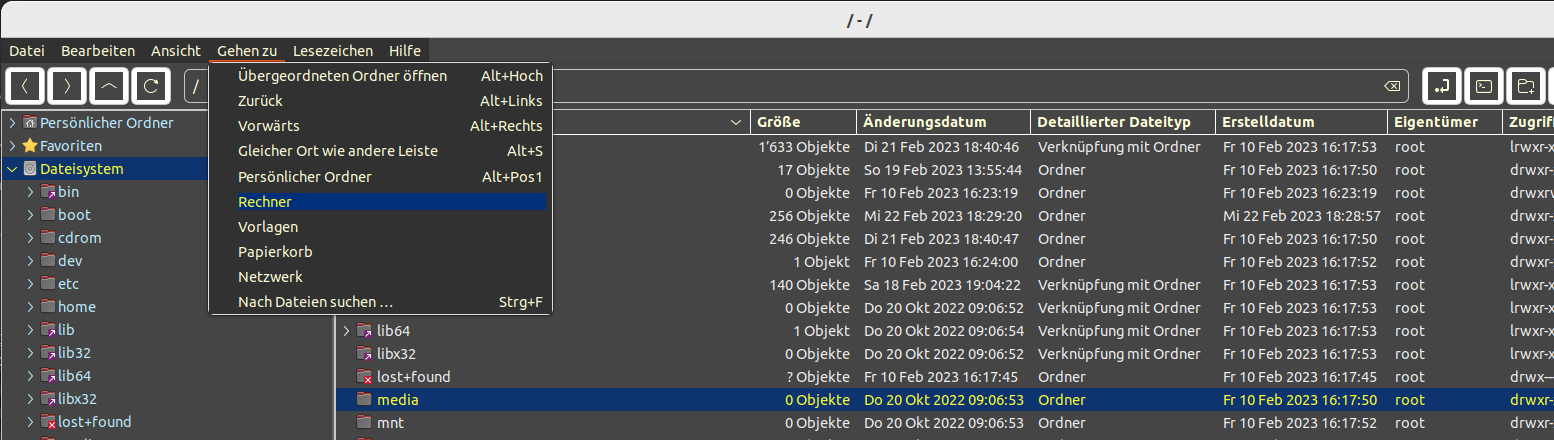 / - /
Datei Bearbeiten Ansicht Gehen zu Lesezeichen Hilfe
/
Übergeordneten Ordner öffnen Alt+Hoch
Zurück Alt+Links
Vorwärts Alt+Rechts
Gleicher Ort wie andere Leiste Alt+S
Persönlicher Ordner Alt+Pos1
Rechner
Vorlagen
Papierkorb
Netzwerk
Nach Dateien suchen … Strg+F
Persönlicher Ordner
Favoriten
Dateisystem
bin
boot
cdrom
dev
etc
home
lib
lib32
lib64
libx32
lost+found
Größe Änderungsdatum Detaillierter Dateityp Erstelldatum Eigentümer Zugriff
1’633 Objekte Di 21 Feb 2023 18:40:46 Verknüpfung mit Ordner Fr 10 Feb 2023 16:17:53 root lrwxr-x
17 Objekte So 19 Feb 2023 13:55:44 Ordner Fr 10 Feb 2023 16:17:50 root drwxr-
0 Objekte Fr 10 Feb 2023 16:23:19 Ordner Fr 10 Feb 2023 16:23:19 root drwxrw
256 Objekte Mi 22 Feb 2023 18:29:20 Ordner Mi 22 Feb 2023 18:28:57 root drwxr-x
246 Objekte Di 21 Feb 2023 18:40:47 Ordner Fr 10 Feb 2023 16:17:50 root drwxr-
1 Objekt Fr 10 Feb 2023 16:24:00 Ordner Fr 10 Feb 2023 16:17:52 root drwxr-x
140 Objekte Sa 18 Feb 2023 19:04:22 Verknüpfung mit Ordner Fr 10 Feb 2023 16:17:53 root lrwxr-x
0 Objekte Do 20 Okt 2022 09:06:52 Verknüpfung mit Ordner Fr 10 Feb 2023 16:17:53 root lrwxr-x
lib64 1 Objekt Do 20 Okt 2022 09:06:54 Verknüpfung mit Ordner Fr 10 Feb 2023 16:17:53 root lrwxr-x
libx32 0 Objekte Do 20 Okt 2022 09:06:52 Verknüpfung mit Ordner Fr 10 Feb 2023 16:17:53 root lrwxr-x
lost+found ? Objekte Fr 10 Feb 2023 16:17:45 Ordner Fr 10 Feb 2023 16:17:45 root drwx--
media 0 Objekte Do 20 Okt 2022 09:06:53 Ordner Fr 10 Feb 2023 16:17:50 root drwxr-
mnt 0 Objekte Do 20 Okt 2022 09:06:53 Ordner Fr 10 Feb 2023 16:17:50 root drwxr-x